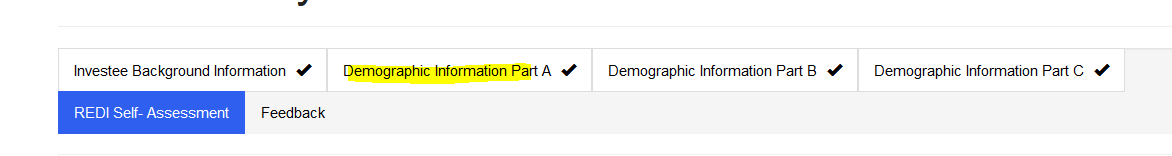 Investee Background Information ✔ Demographic Information Part A ✔ Demographic Information Part B ✔ Demographic Information Part C ✔
REDI Self- Assessment Feedback